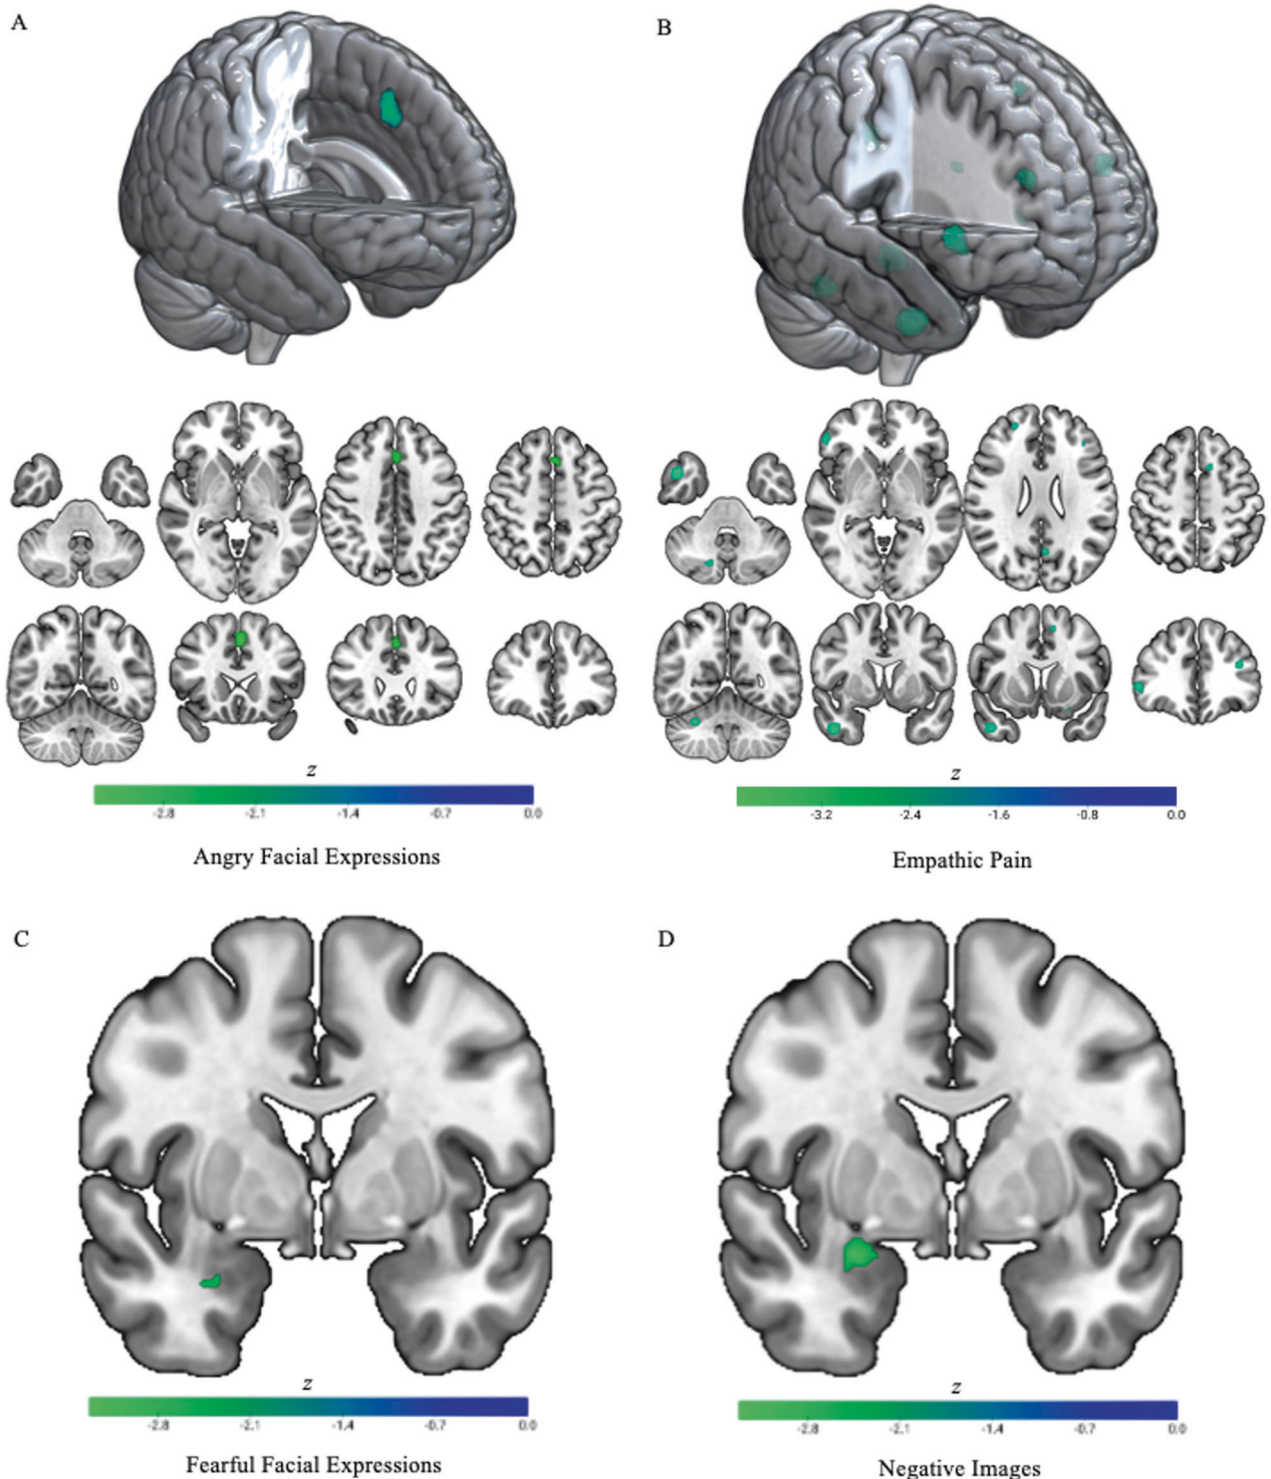 A
B
z
-2.8 -2.1 -1.4 -0.7 0.0
Angry Facial Expressions
z
-3.2 -2.4 -1.6 -0.8 0.0
Empathic Pain
C
D
z
-2.8 -2.1 -1.4 -0.7 0.0
Fearful Facial Expressions
z
-2.8 -2.1 -1.4 -0.7 0.0
Negative Images